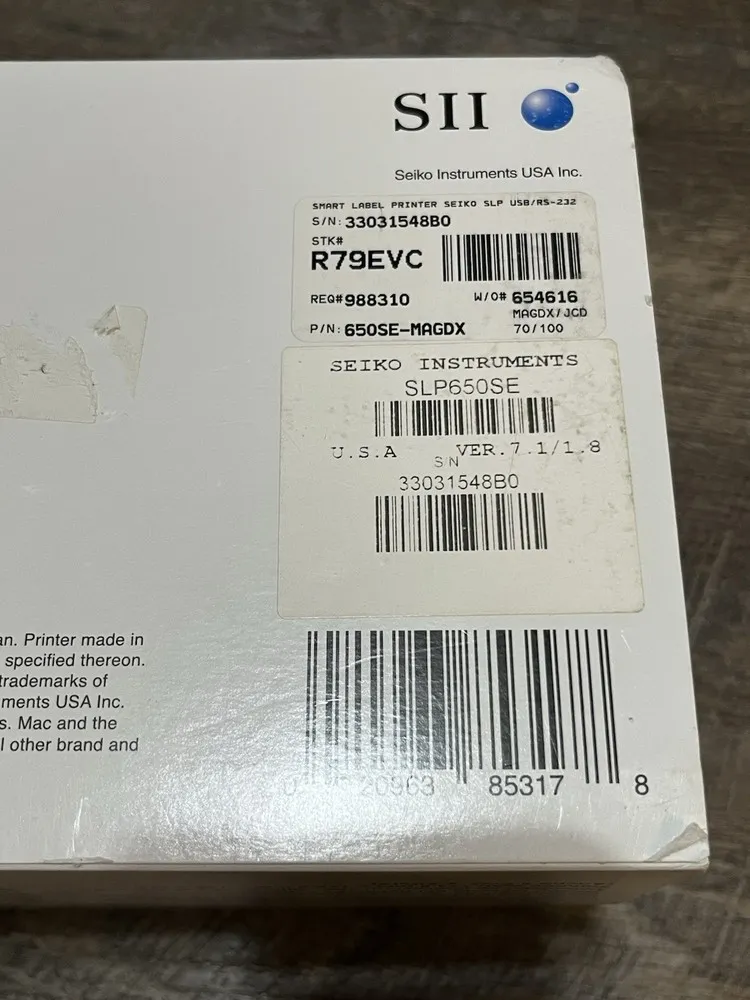 SII
Seiko Instruments USA Inc.
SMART LABEL PRINTER SEIKO SLP USB/RS-232
S/N: 33031548B0
STK#
R79EVC
REQ# 988310 W/O# 654616
MAGDX/JCD
P/N: 650SE-MAGDX 70/100
SEIKO INSTRUMENTS
SLP650SE
U.S.A VER.7.1/1.8
S/N
33031548B0
an. Printer made in
specified thereon.
trademarks of
ments USA Inc.
s. Mac and the
l other brand and
0 20963 85317 8